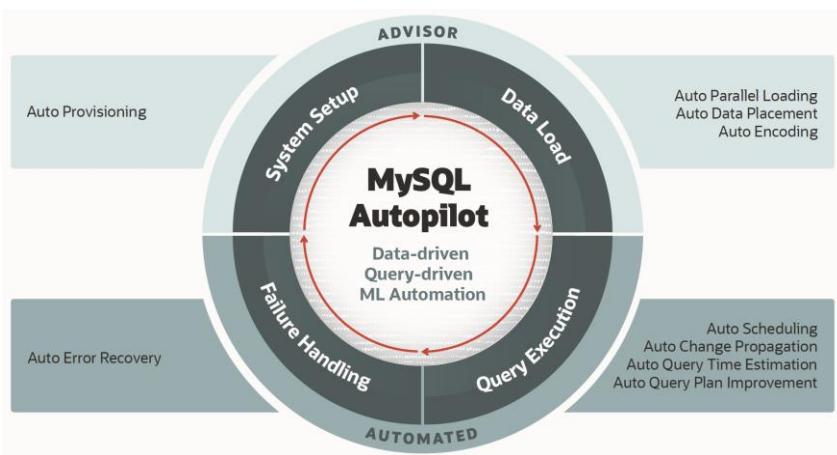 ADVISOR
System Setup
Data Load
Auto Provisioning
Auto Parallel Loading
Auto Data Placement
Auto Encoding
MySQL
Autopilot
Data-driven
Query-driven
ML Automation
Failure Handling
Query Execution
Auto Error Recovery
Auto Scheduling
Auto Change Propagation
Auto Query Time Estimation
Auto Query Plan Improvement
AUTOMATED